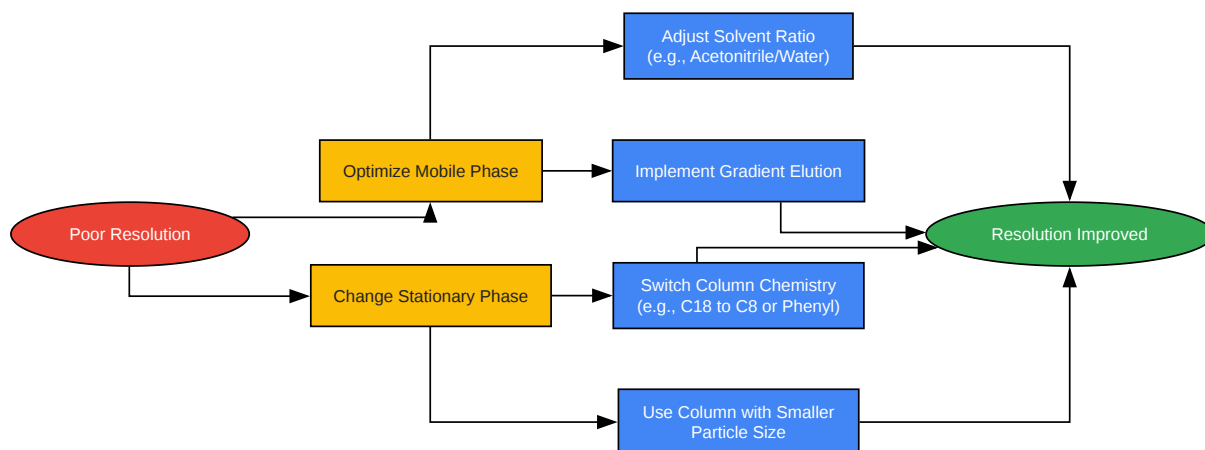 Adjust Solvent Ratio
(e.g., Acetonitrile/Water)
Optimize Mobile Phase
Implement Gradient Elution
Poor Resolution
Resolution Improved
Change Stationary Phase
Switch Column Chemistry
(e.g., C18 to C8 or Phenyl)
Use Column with Smaller
Particle Size